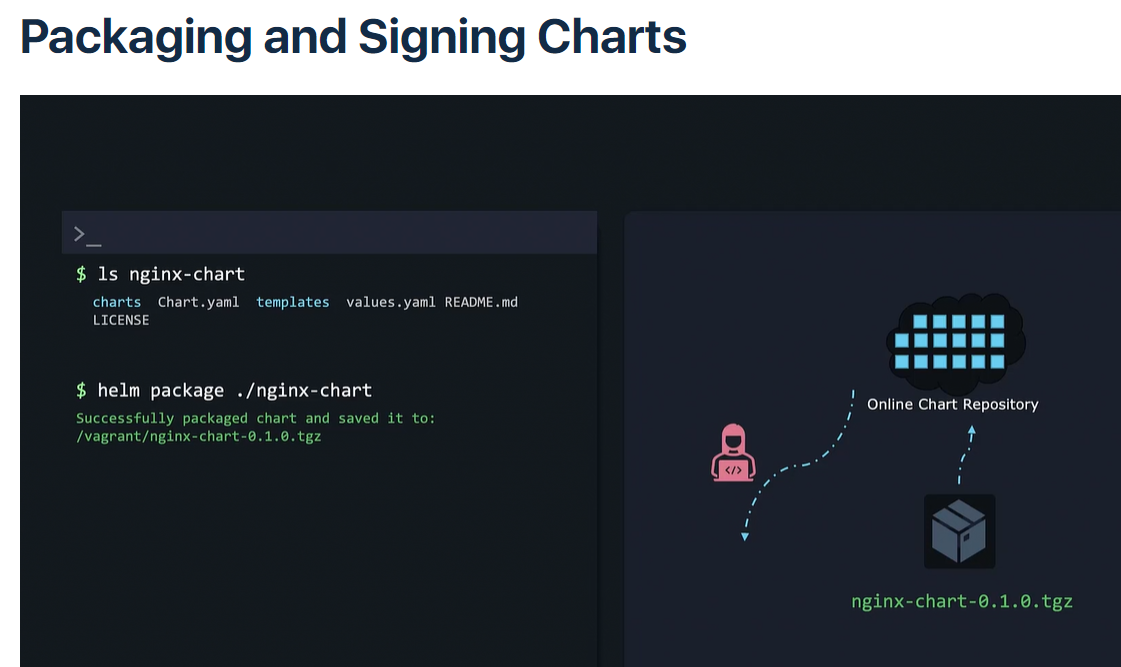 Packaging and Signing Charts
>_
$ ls nginx-chart
charts Chart.yaml templates values.yaml README.md
LICENSE
$ helm package ./nginx-chart
Successfully packaged chart and saved it to:
/vagrant/nginx-chart-0.1.0.tgz
Online Chart Repository
</>
nginx-chart-0.1.0.tgz